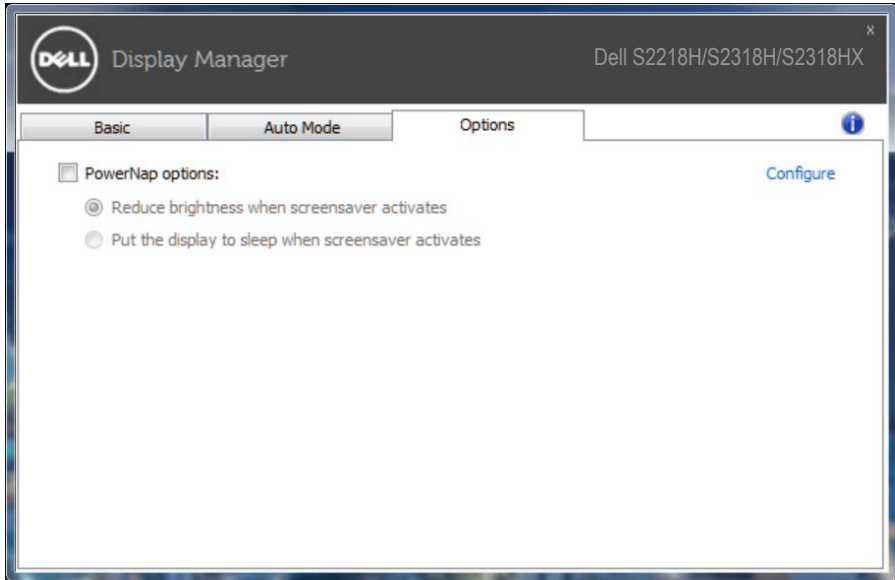 DELL Display Manager
x
Dell S2218H/S2318H/S2318HX
Basic Auto Mode Options
i
PowerNap options: Configure
Reduce brightness when screensaver activates
Put the display to sleep when screensaver activates